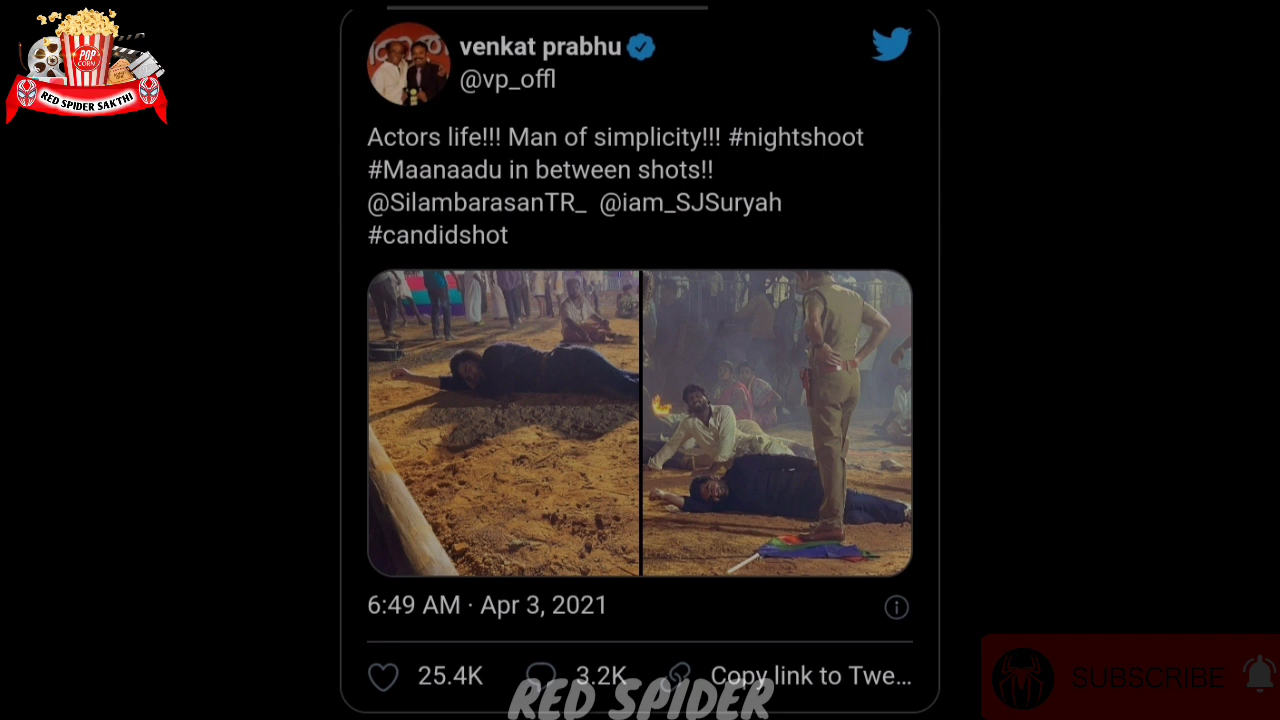 POP
CORN
RED SPIDER SAKTHI
venkat prabhu
@vp_offl
Actors life!!! Man of simplicity!!! #nightshoot
#Maanaadu in between shots!!
@SilambarasanTR_ @iam_SJSuryah
#candidshot
6:49 AM · Apr 3, 2021
25.4K 3.2K Copy link to Twe...
RED SPIDER
SUBSCRIBE